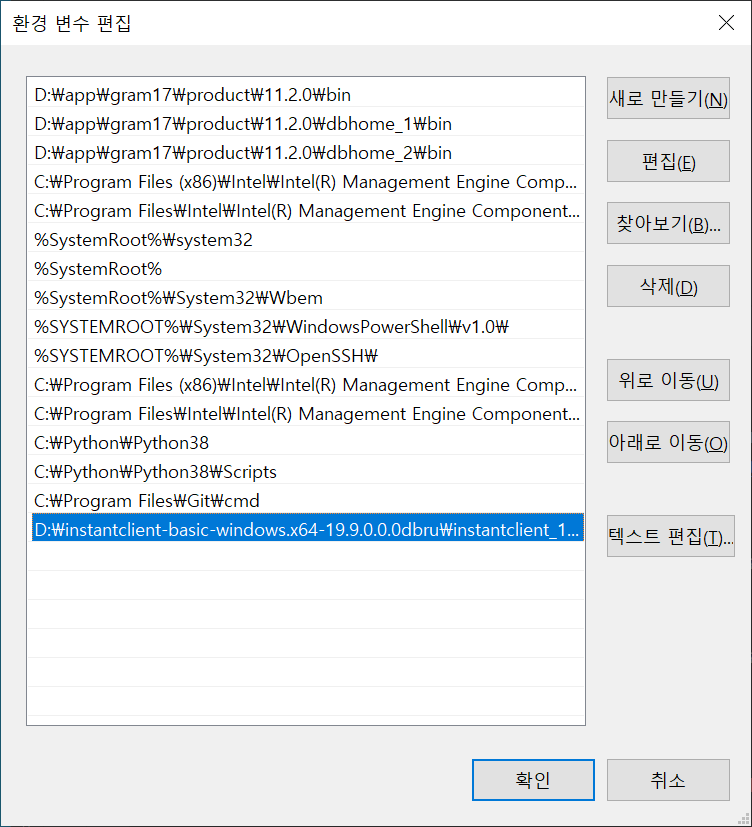 환경 변수 편집
D:₩app₩gram17₩product₩11.2.0₩bin
D:₩app₩gram17₩product₩11.2.0₩dbhome_1₩bin
D:₩app₩gram17₩product₩11.2.0₩dbhome_2₩bin
C:₩Program Files (x86)₩Intel₩Intel(R) Management Engine Comp...
C:₩Program Files₩Intel₩Intel(R) Management Engine Component...
%SystemRoot%₩system32
%SystemRoot%
%SystemRoot%₩System32₩Wbem
%SYSTEMROOT%₩System32₩WindowsPowerShell₩v1.0₩
%SYSTEMROOT%₩System32₩OpenSSH₩
C:₩Program Files (x86)₩Intel₩Intel(R) Management Engine Comp...
C:₩Program Files₩Intel₩Intel(R) Management Engine Component...
C:₩Python₩Python38
C:₩Python₩Python38₩Scripts
C:₩Program Files₩Git₩cmd
D:₩instantclient-basic-windows.x64-19.9.0.0.0dbru₩instantclient_1...
새로 만들기(N)
편집(E)
찾아보기(B)...
삭제(D)
위로 이동(U)
아래로 이동(O)
텍스트 편집(T)...
확인
취소